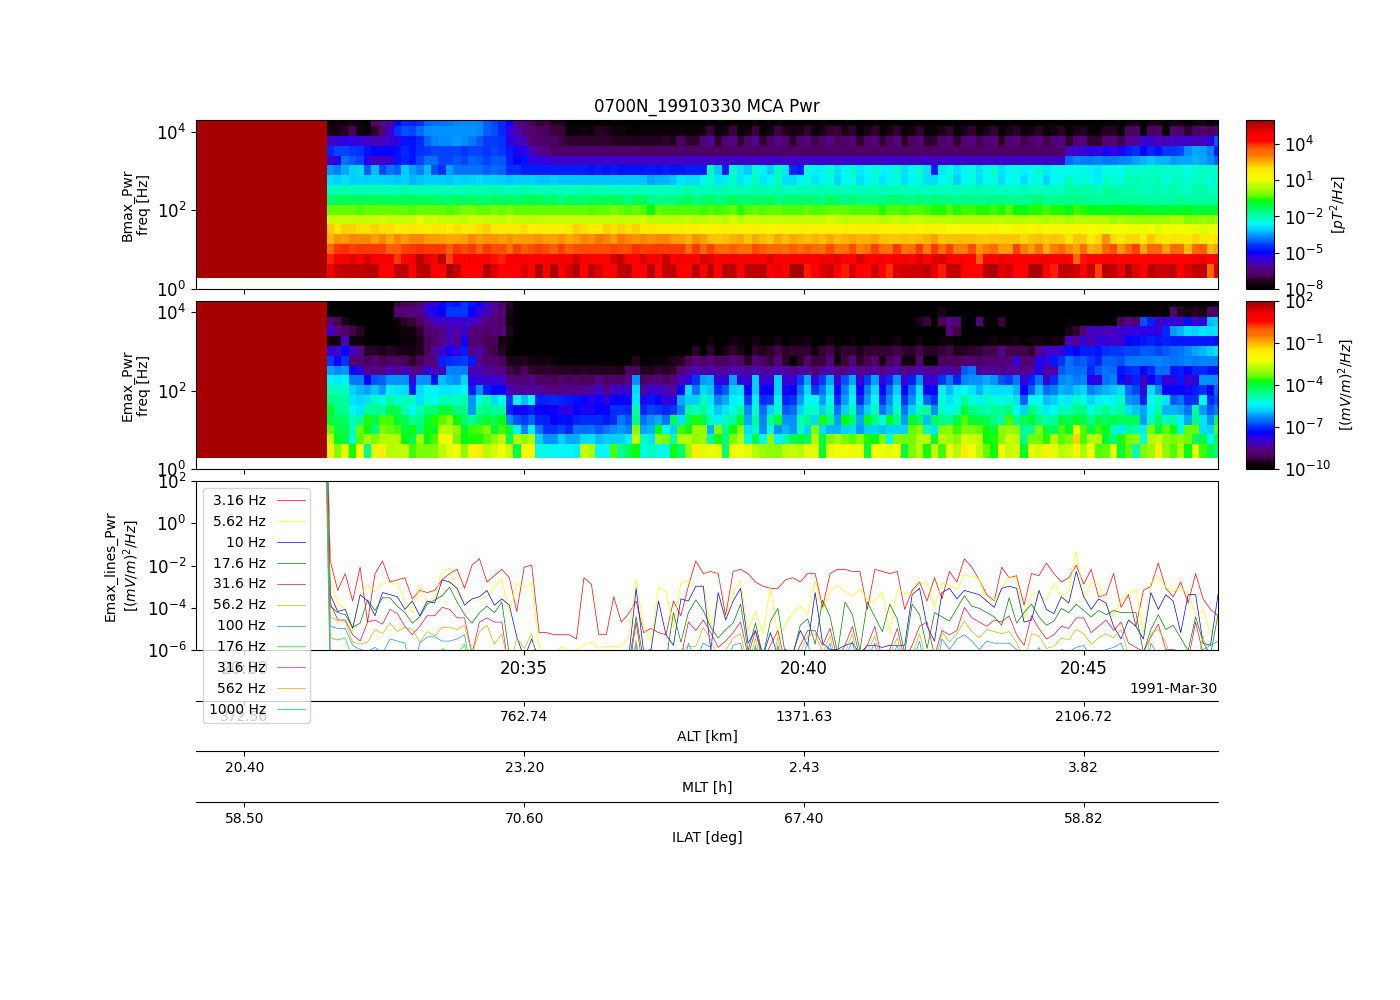 0700N_19910330 MCA Pwr
10^4
10^2
10^0
Bmax_Pwr
freq [Hz]
10^4
10^1
10^-2
10^-5
10^-8
[pT^2/Hz]
10^4
10^2
10^0
Emax_Pwr
freq [Hz]
10^2
10^-1
10^-4
10^-7
10^-10
[(mV/m)^2/Hz]
10^2
10^0
10^-2
10^-4
10^-6
Emax_lines_Pwr
[(mV/m)^2/Hz]
3.16 Hz
5.62 Hz
10 Hz
17.6 Hz
31.6 Hz
56.2 Hz
100 Hz
176 Hz
316 Hz
562 Hz
1000 Hz
20:30 20:35 20:40 20:45
1991-Mar-30
372.56 762.74 1371.63 2106.72
ALT [km]
20.40 23.20 2.43 3.82
MLT [h]
58.50 70.60 67.40 58.82
ILAT [deg]